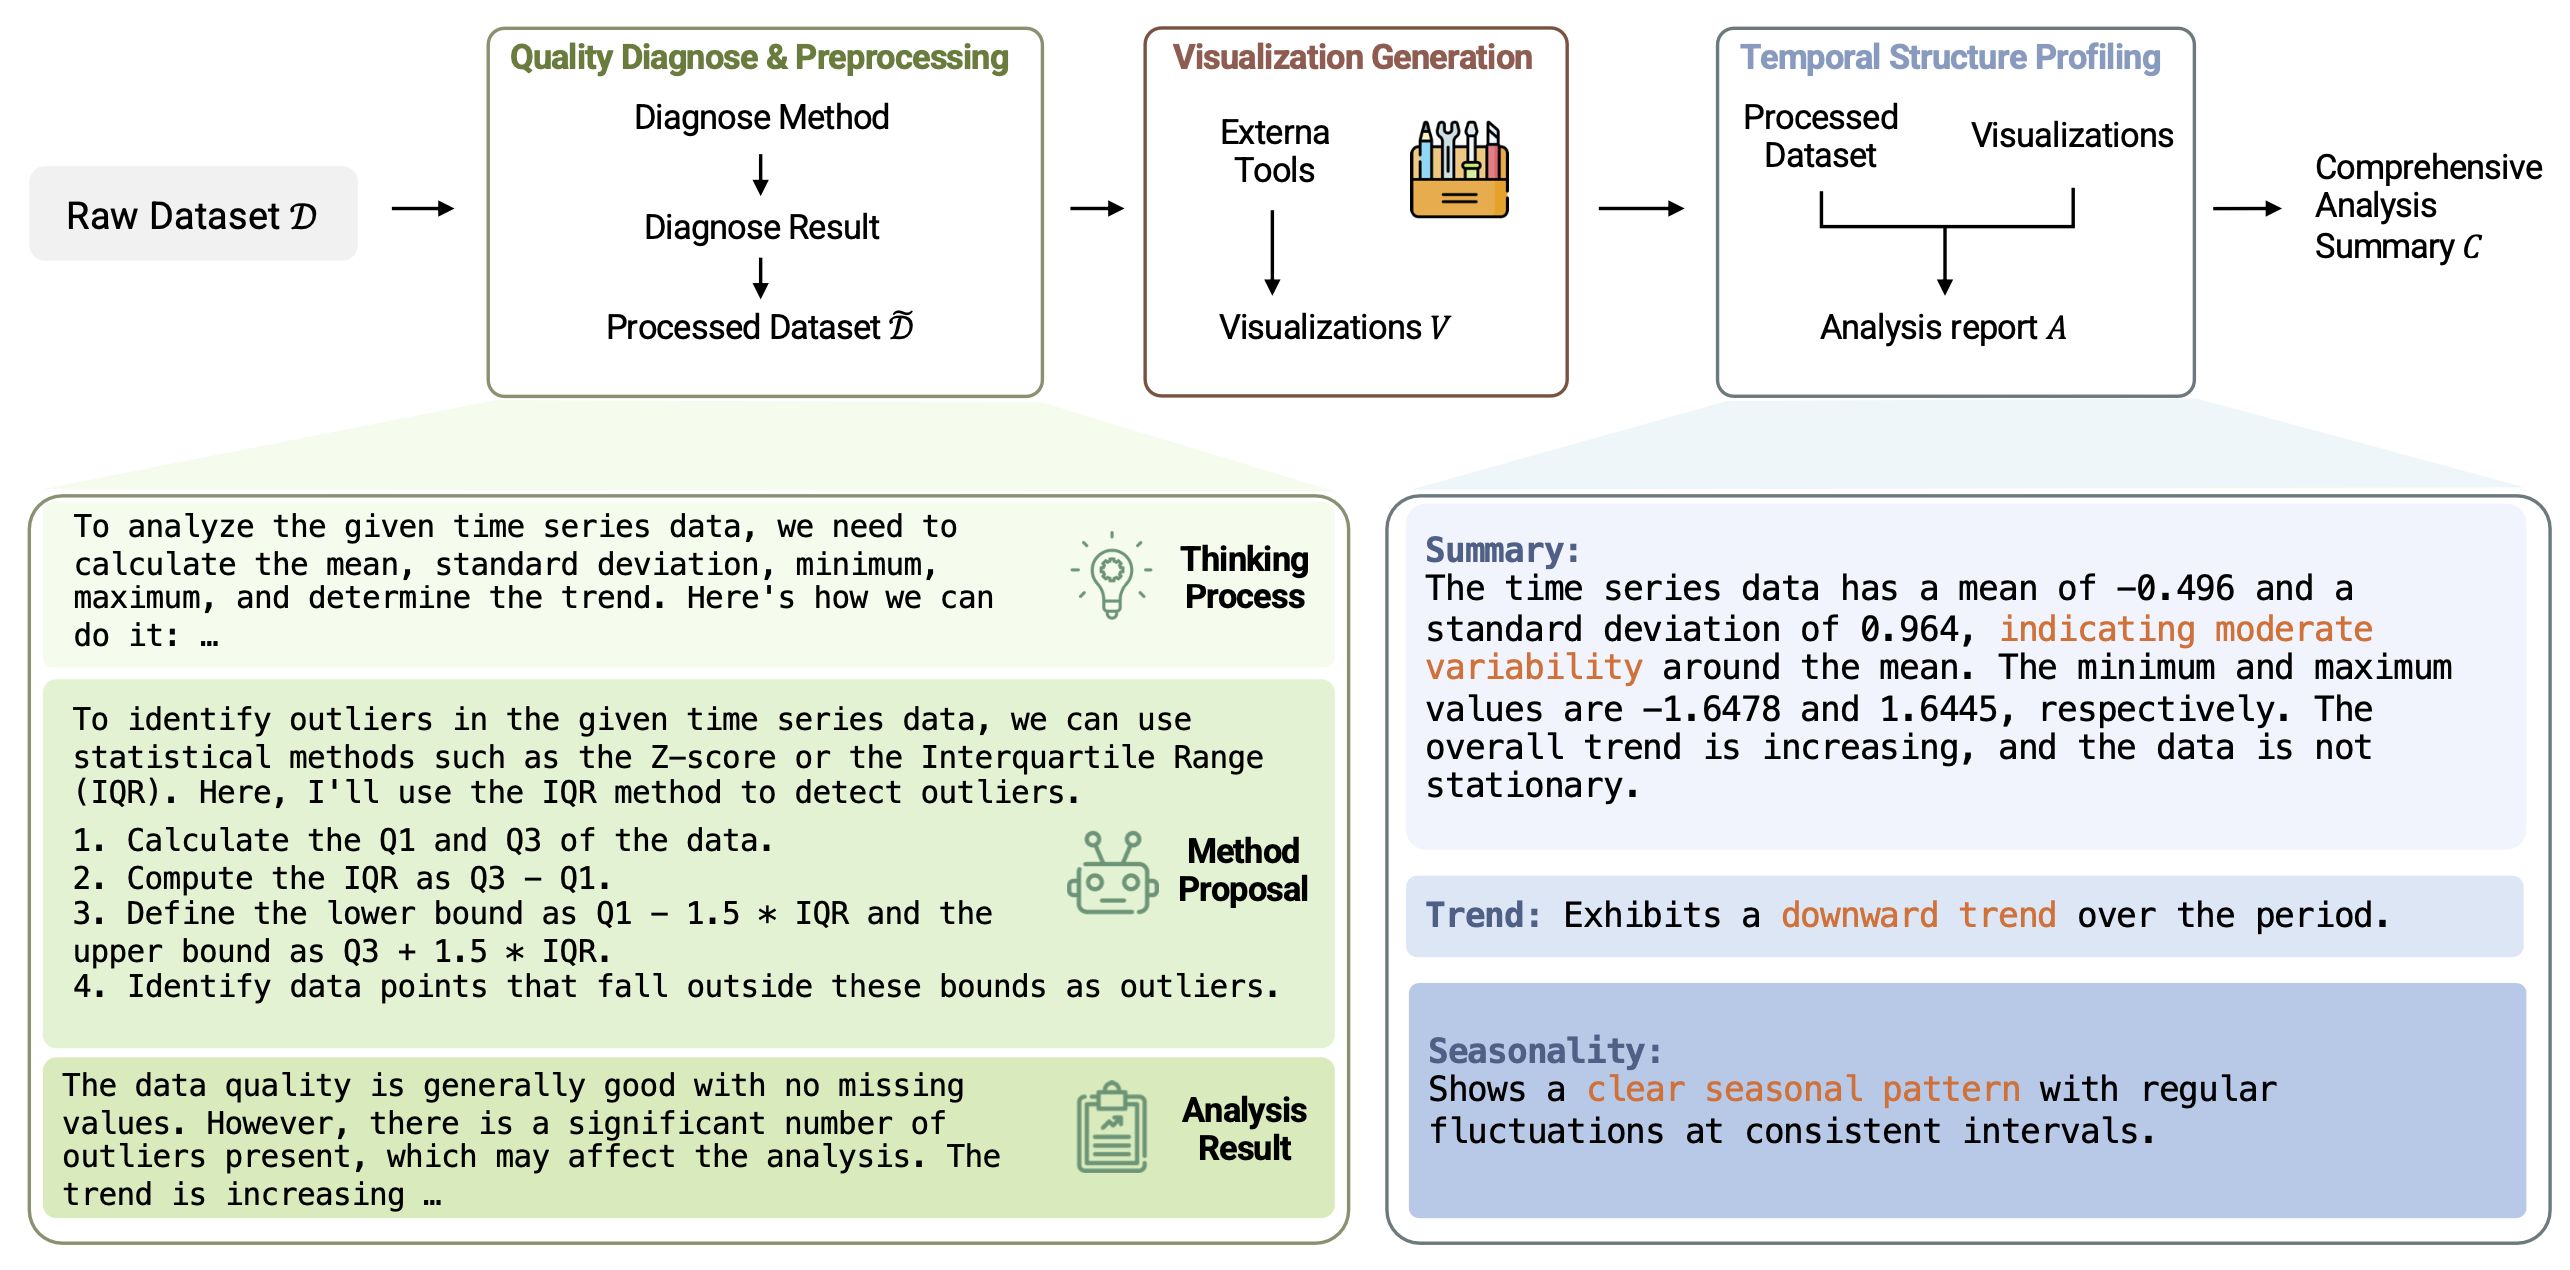 Raw Dataset 𝒟
Quality Diagnose & Preprocessing
Diagnose Method
Diagnose Result
Processed Dataset 𝒟̃
Visualization Generation
Externa
Tools
Visualizations V
Temporal Structure Profiling
Processed
Dataset
Visualizations
Analysis report A
Comprehensive
Analysis
Summary C
To analyze the given time series data, we need to
calculate the mean, standard deviation, minimum,
maximum, and determine the trend. Here's how we can
do it: …
Thinking
Process
To identify outliers in the given time series data, we can use
statistical methods such as the Z-score or the Interquartile Range
(IQR). Here, I'll use the IQR method to detect outliers.
1. Calculate the Q1 and Q3 of the data.
2. Compute the IQR as Q3 - Q1.
3. Define the lower bound as Q1 - 1.5 * IQR and the
upper bound as Q3 + 1.5 * IQR.
4. Identify data points that fall outside these bounds as outliers.
Method
Proposal
The data quality is generally good with no missing
values. However, there is a significant number of
outliers present, which may affect the analysis. The
trend is increasing …
Analysis
Result
Summary:
The time series data has a mean of -0.496 and a
standard deviation of 0.964, indicating moderate
variability around the mean. The minimum and maximum
values are -1.6478 and 1.6445, respectively. The
overall trend is increasing, and the data is not
stationary.
Trend: Exhibits a downward trend over the period.
Seasonality:
Shows a clear seasonal pattern with regular
fluctuations at consistent intervals.